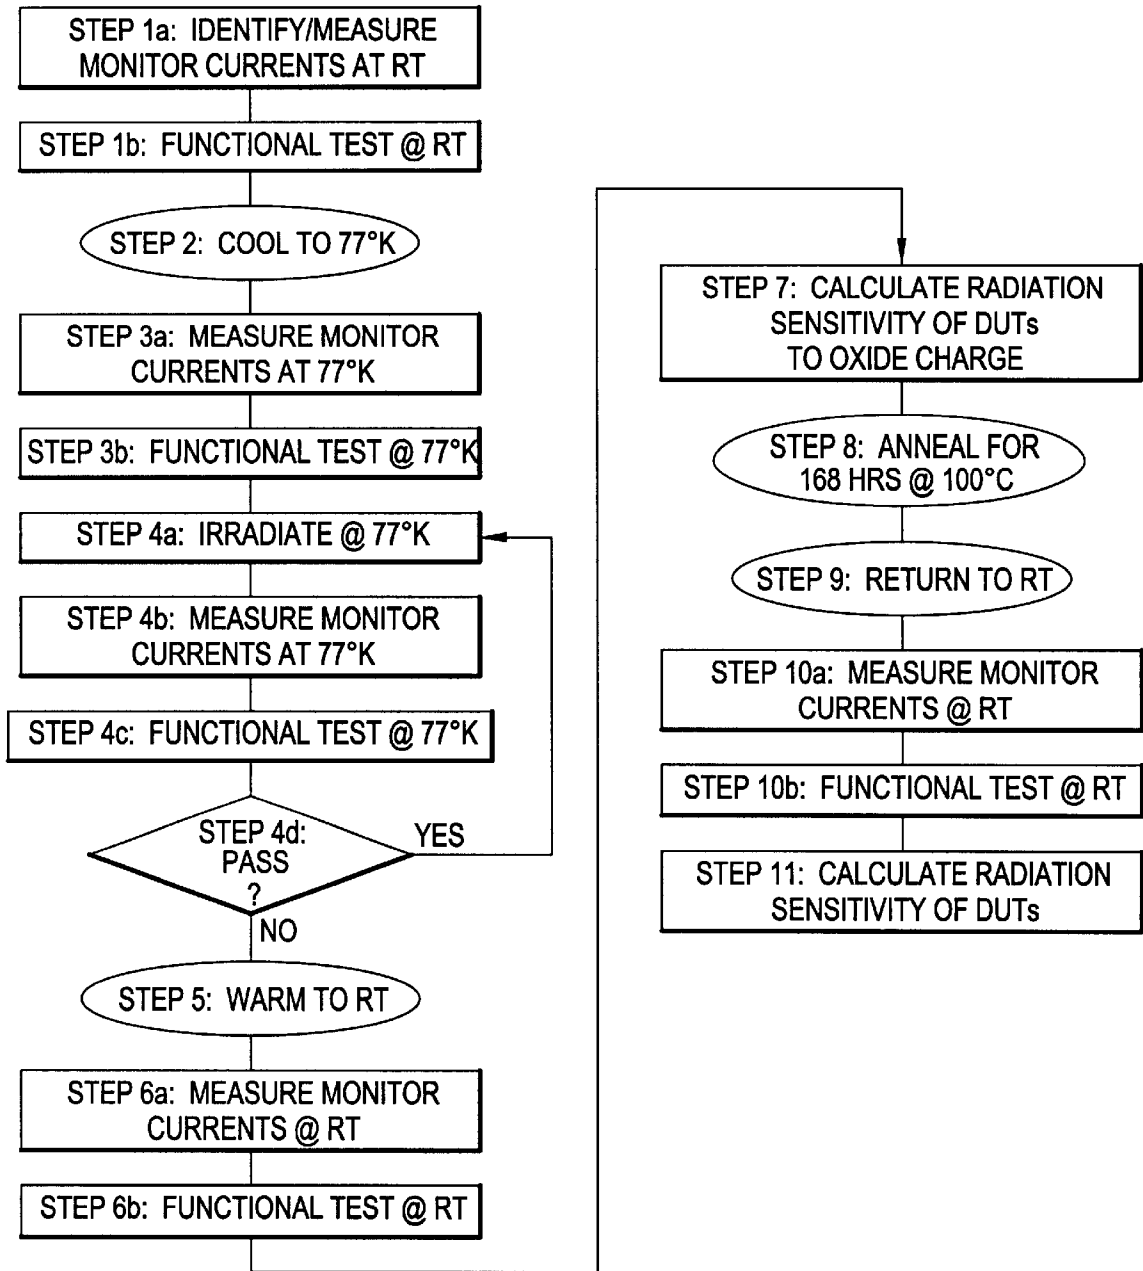 STEP 1a: IDENTIFY/MEASURE
MONITOR CURRENTS AT RT
STEP 1b: FUNCTIONAL TEST @ RT
STEP 2: COOL TO 77°K
STEP 3a: MEASURE MONITOR
CURRENTS AT 77°K
STEP 3b: FUNCTIONAL TEST @ 77°K
STEP 4a: IRRADIATE @ 77°K
STEP 4b: MEASURE MONITOR
CURRENTS AT 77°K
STEP 4c: FUNCTIONAL TEST @ 77°K
STEP 4d:
PASS
?
YES
NO
STEP 5: WARM TO RT
STEP 6a: MEASURE MONITOR
CURRENTS @ RT
STEP 6b: FUNCTIONAL TEST @ RT
STEP 7: CALCULATE RADIATION
SENSITIVITY OF DUTs
TO OXIDE CHARGE
STEP 8: ANNEAL FOR
168 HRS @ 100°C
STEP 9: RETURN TO RT
STEP 10a: MEASURE MONITOR
CURRENTS @ RT
STEP 10b: FUNCTIONAL TEST @ RT
STEP 11: CALCULATE RADIATION
SENSITIVITY OF DUTs